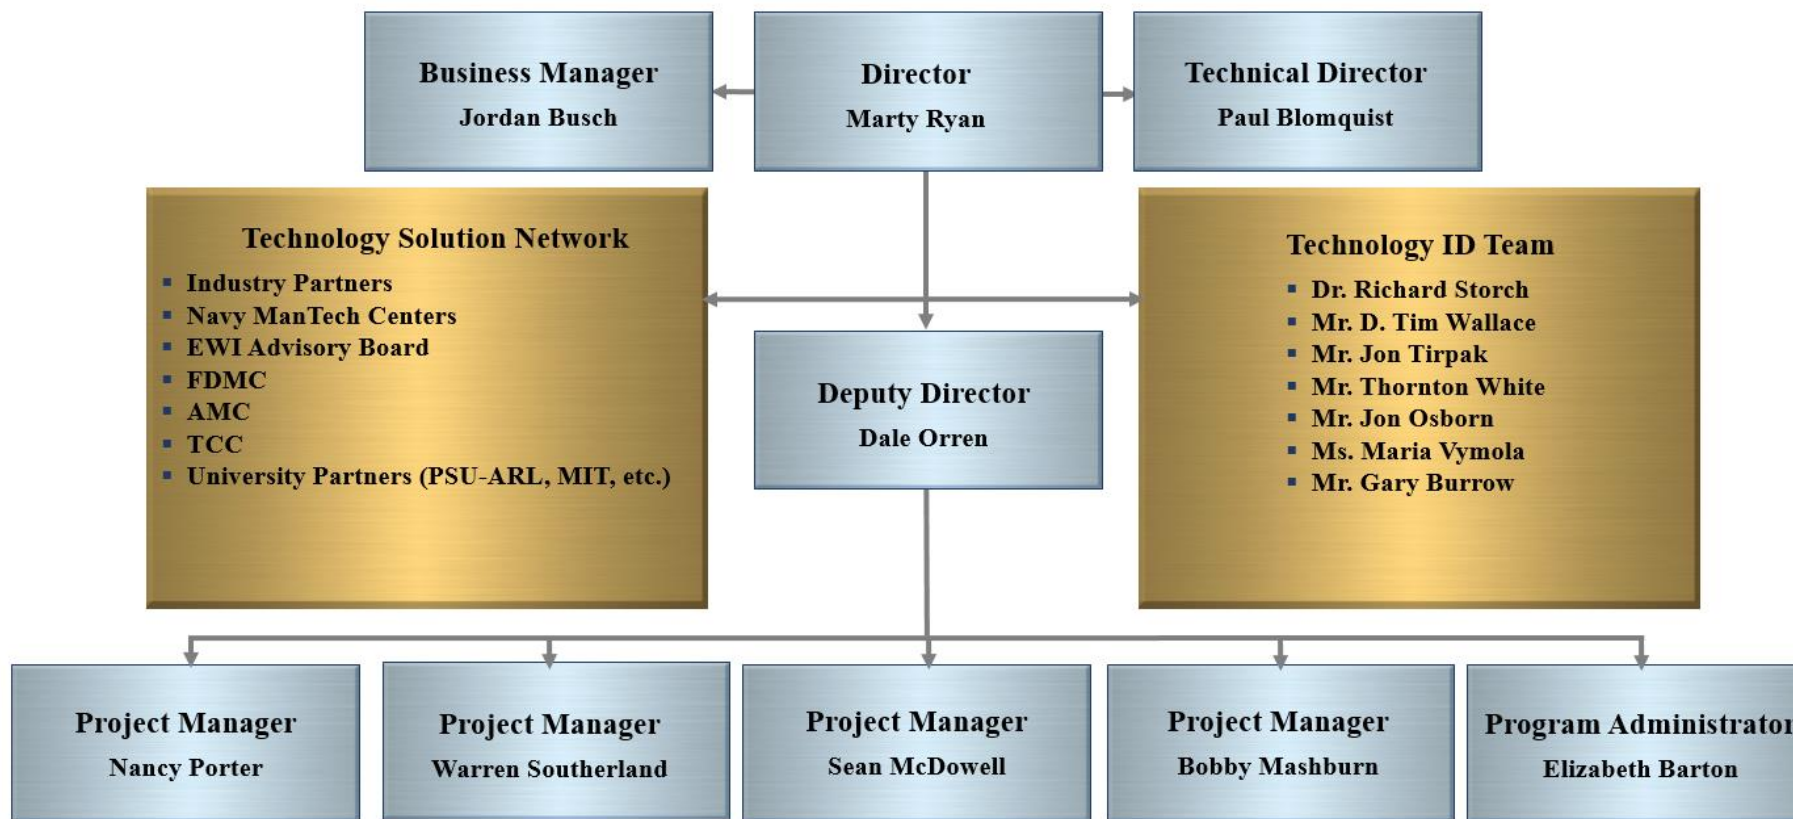 Business Manager
Jordan Busch
Director
Marty Ryan
Technical Director
Paul Blomquist
Technology Solution Network
▪ Industry Partners
▪ Navy ManTech Centers
▪ EWI Advisory Board
▪ FDMC
▪ AMC
▪ TCC
▪ University Partners (PSU-ARL, MIT, etc.)
Technology ID Team
▪ Dr. Richard Storch
▪ Mr. D. Tim Wallace
▪ Mr. Jon Tirpak
▪ Mr. Thornton White
▪ Mr. Jon Osborn
▪ Ms. Maria Vymola
▪ Mr. Gary Burrow
Deputy Director
Dale Orren
Project Manager
Nancy Porter
Project Manager
Warren Southerland
Project Manager
Sean McDowell
Project Manager
Bobby Mashburn
Program Administrator
Elizabeth Barton